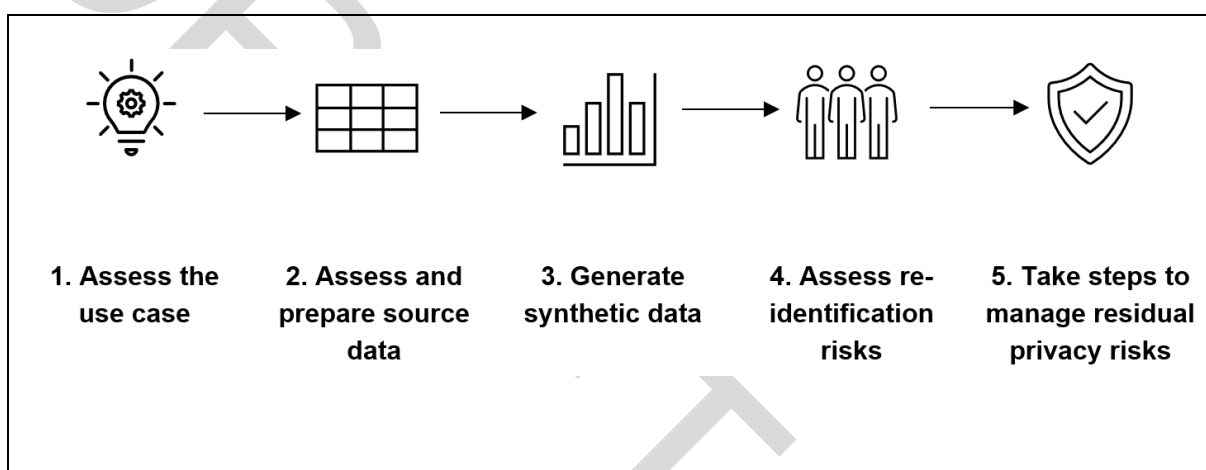 1. Assess the
use case
2. Assess and
prepare source
data
3. Generate
synthetic data
4. Assess re-
identification
risks
5. Take steps to
manage residual
privacy risks